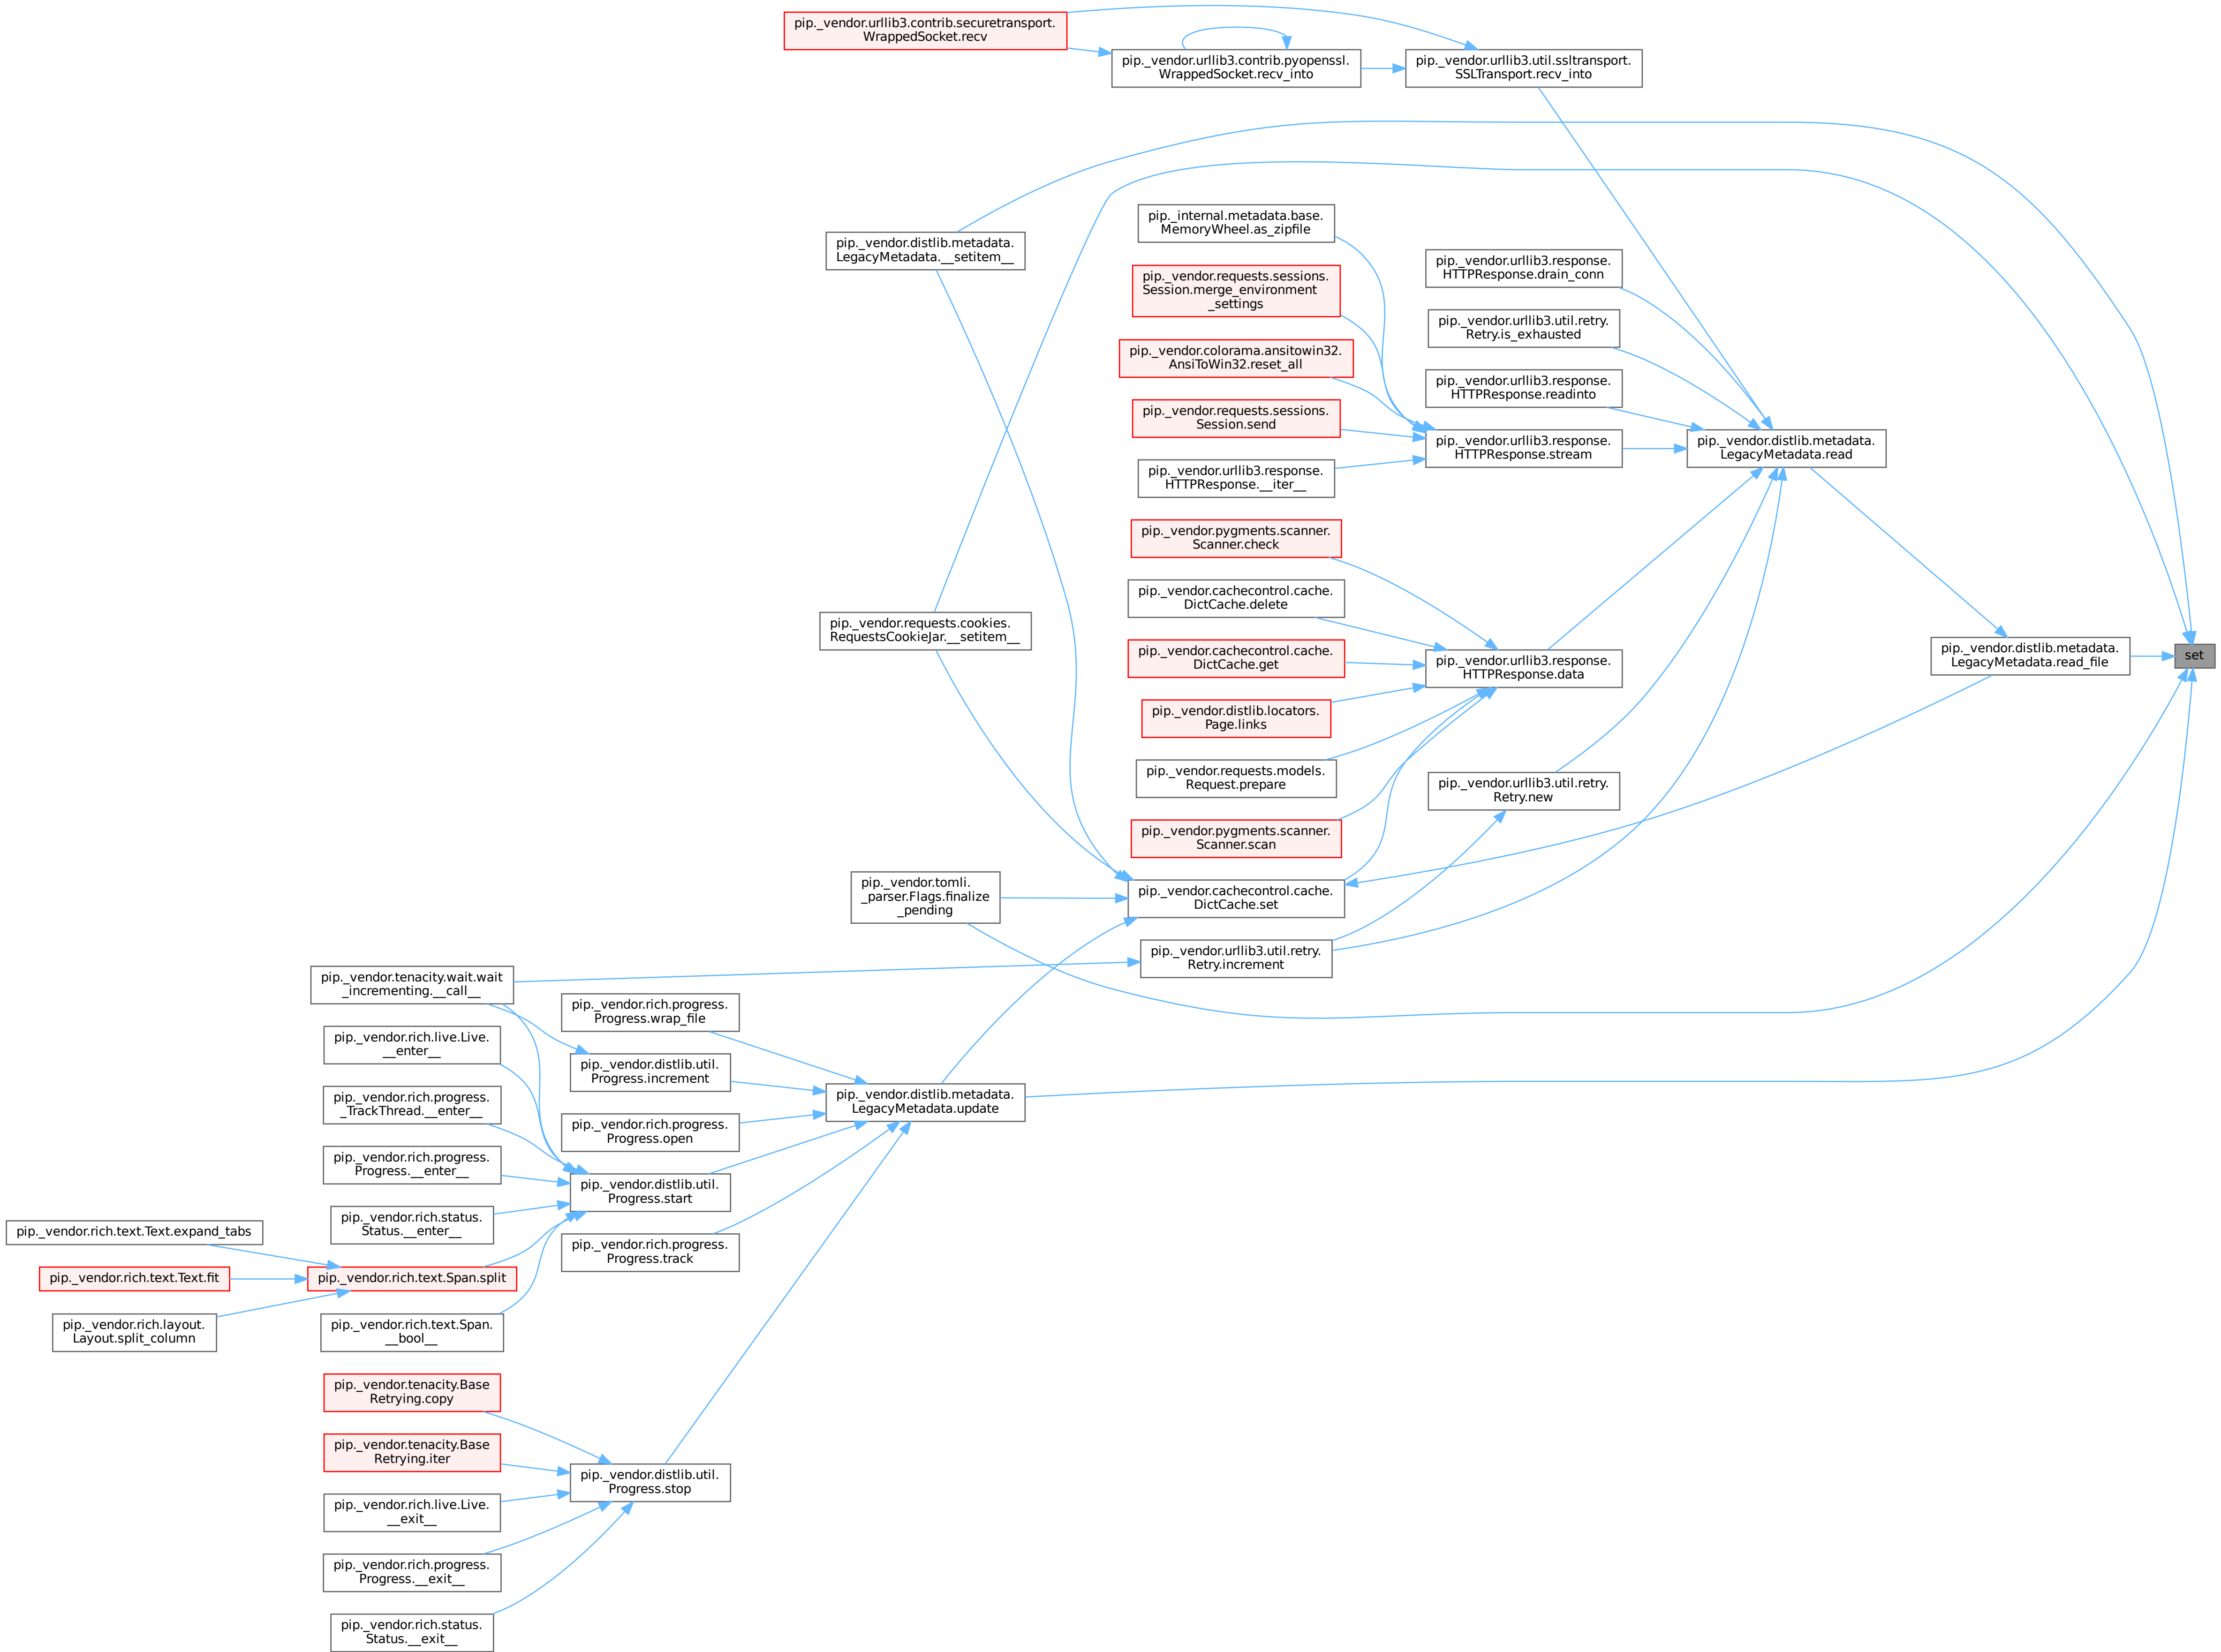 pip._vendor.urllib3.contrib.securetransport.
WrappedSocket.recv
pip._vendor.urllib3.contrib.pyopenssl.
WrappedSocket.recv_into
pip._vendor.urllib3.util.ssltransport.
SSLTransport.recv_into
pip._internal.metadata.base.
MemoryWheel.as_zipfile
pip._vendor.distlib.metadata.
LegacyMetadata.__setitem__
pip._vendor.requests.sessions.
Session.merge_environment
_settings
pip._vendor.urllib3.response.
HTTPResponse.drain_conn
pip._vendor.urllib3.util.retry.
Retry.is_exhausted
pip._vendor.colorama.ansitowin32.
AnsiToWin32.reset_all
pip._vendor.urllib3.response.
HTTPResponse.readinto
pip._vendor.requests.sessions.
Session.send
pip._vendor.urllib3.response.
HTTPResponse.stream
pip._vendor.distlib.metadata.
LegacyMetadata.read
pip._vendor.urllib3.response.
HTTPResponse.__iter__
pip._vendor.pygments.scanner.
Scanner.check
pip._vendor.cachecontrol.cache.
DictCache.delete
pip._vendor.requests.cookies.
RequestsCookieJar.__setitem__
pip._vendor.cachecontrol.cache.
DictCache.get
pip._vendor.urllib3.response.
HTTPResponse.data
pip._vendor.distlib.metadata.
LegacyMetadata.read_file
set
pip._vendor.distlib.locators.
Page.links
pip._vendor.requests.models.
Request.prepare
pip._vendor.urllib3.util.retry.
Retry.new
pip._vendor.pygments.scanner.
Scanner.scan
pip._vendor.tomli.
_parser.Flags.finalize
_pending
pip._vendor.cachecontrol.cache.
DictCache.set
pip._vendor.urllib3.util.retry.
Retry.increment
pip._vendor.tenacity.wait.wait
_incrementing.__call__
pip._vendor.rich.progress.
Progress.wrap_file
pip._vendor.rich.live.Live.
__enter__
pip._vendor.distlib.util.
Progress.increment
pip._vendor.rich.progress.
_TrackThread.__enter__
pip._vendor.distlib.metadata.
LegacyMetadata.update
pip._vendor.rich.progress.
Progress.open
pip._vendor.rich.progress.
Progress.__enter__
pip._vendor.distlib.util.
Progress.start
pip._vendor.rich.status.
Status.__enter__
pip._vendor.rich.text.Text.expand_tabs
pip._vendor.rich.progress.
Progress.track
pip._vendor.rich.text.Text.fit
pip._vendor.rich.text.Span.split
pip._vendor.rich.layout.
Layout.split_column
pip._vendor.rich.text.Span.
__bool__
pip._vendor.tenacity.Base
Retrying.copy
pip._vendor.tenacity.Base
Retrying.iter
pip._vendor.distlib.util.
Progress.stop
pip._vendor.rich.live.Live.
__exit__
pip._vendor.rich.progress.
Progress.__exit__
pip._vendor.rich.status.
Status.__exit__